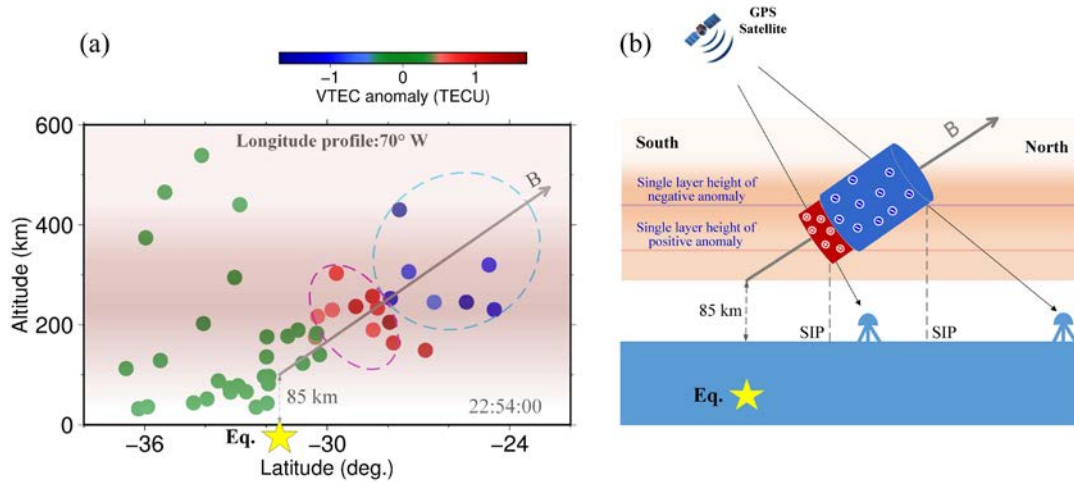 (a)
−1
0
1
VTEC anomaly (TECU)
Longitude profile:70° W
B
600
400
200
0
Altitude (km)
85 km
22:54:00
Eq.
−36
−30
−24
Latitude (deg.)
(b)
GPS
Satellite
B
South
North
Single layer height of
negative anomaly
Single layer height of
positive anomaly
85 km
SIP
SIP
Eq.